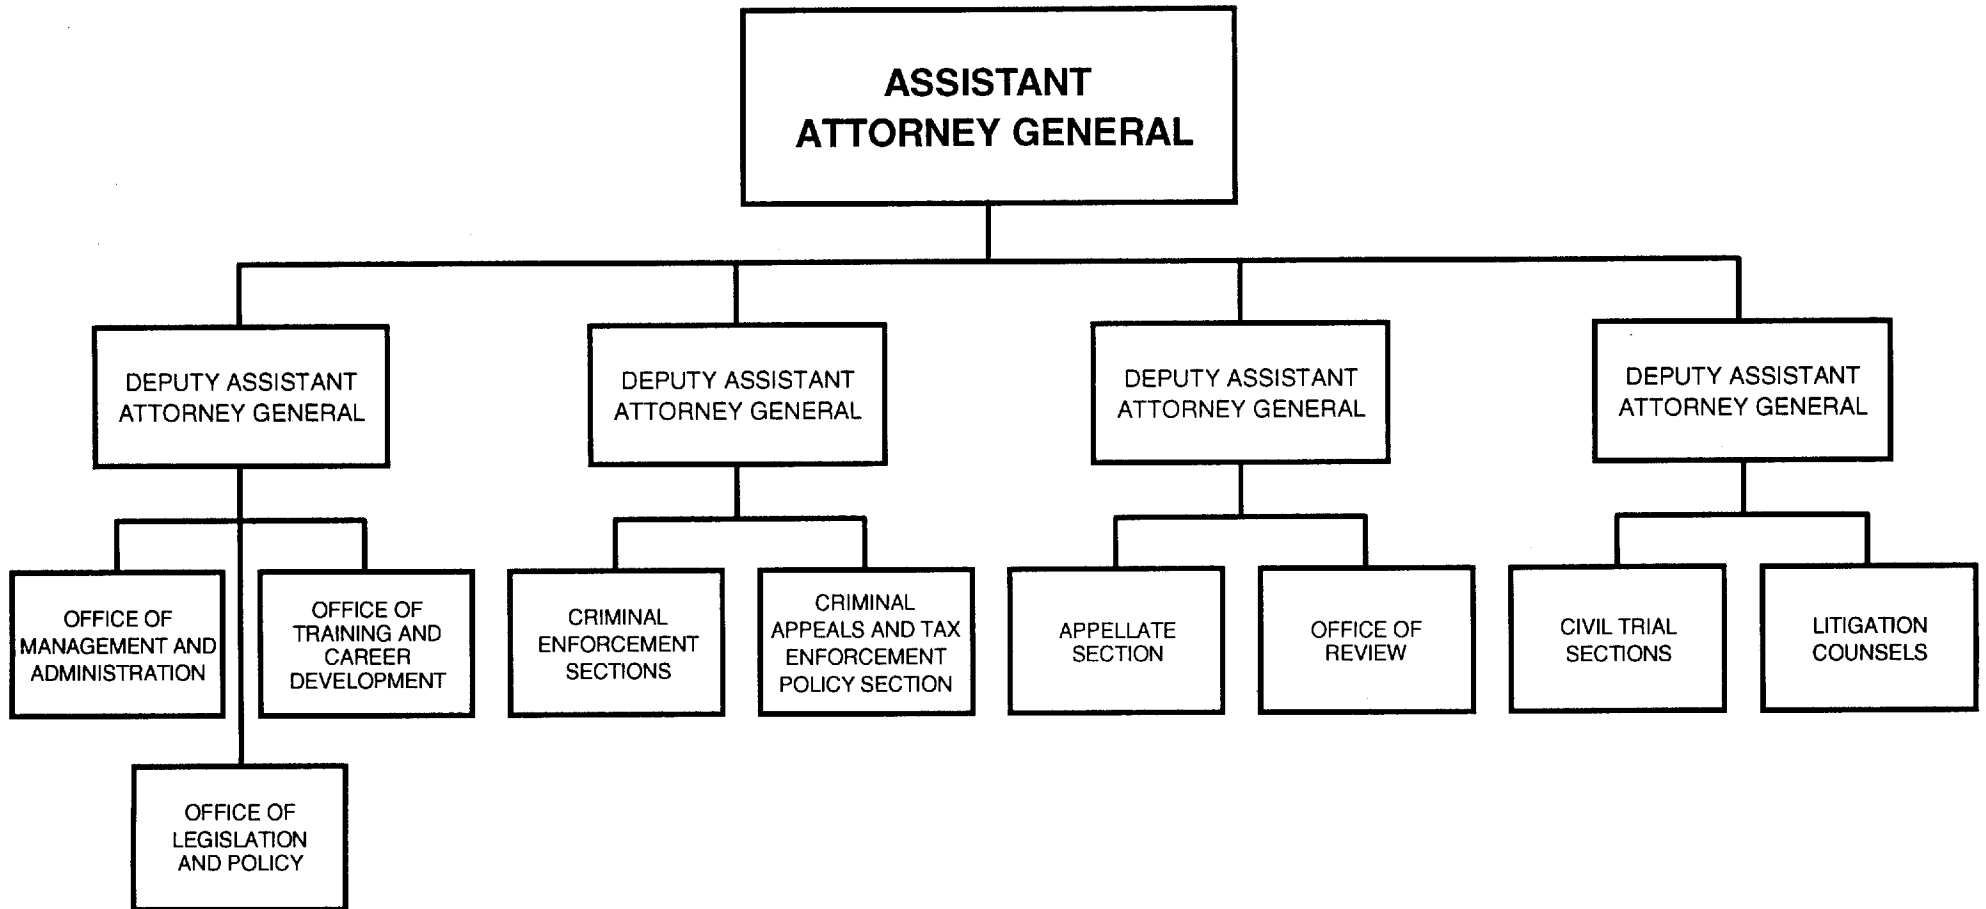 ASSISTANT
ATTORNEY GENERAL
DEPUTY ASSISTANT
ATTORNEY GENERAL
DEPUTY ASSISTANT
ATTORNEY GENERAL
DEPUTY ASSISTANT
ATTORNEY GENERAL
DEPUTY ASSISTANT
ATTORNEY GENERAL
OFFICE OF
MANAGEMENT AND
ADMINISTRATION
OFFICE OF
TRAINING AND
CAREER
DEVELOPMENT
CRIMINAL
ENFORCEMENT
SECTIONS
CRIMINAL
APPEALS AND TAX
ENFORCEMENT
POLICY SECTION
APPELLATE
SECTION
OFFICE OF
REVIEW
CIVIL TRIAL
SECTIONS
LITIGATION
COUNSELS
OFFICE OF
LEGISLATION
AND POLICY